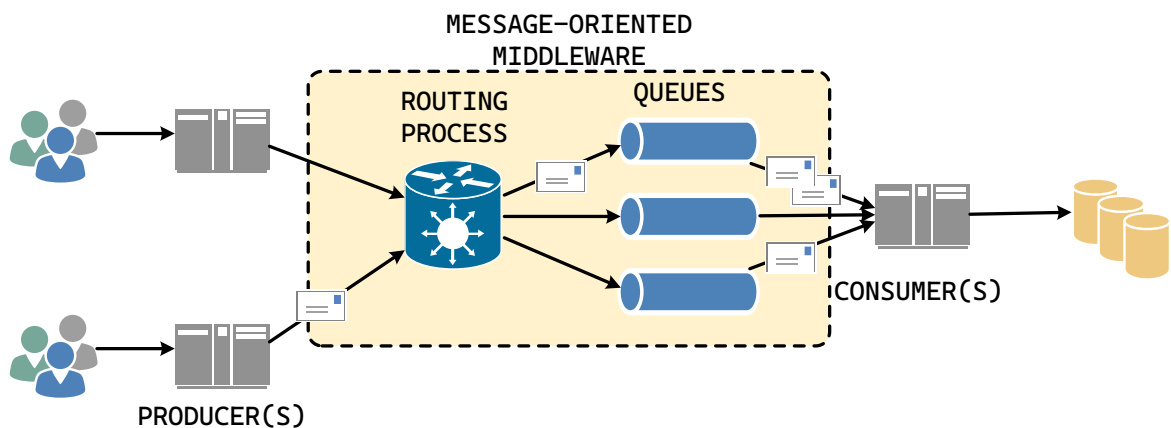 MESSAGE-ORIENTED
MIDDLEWARE
ROUTING
PROCESS
QUEUES
CONSUMER(S)
PRODUCER(S)